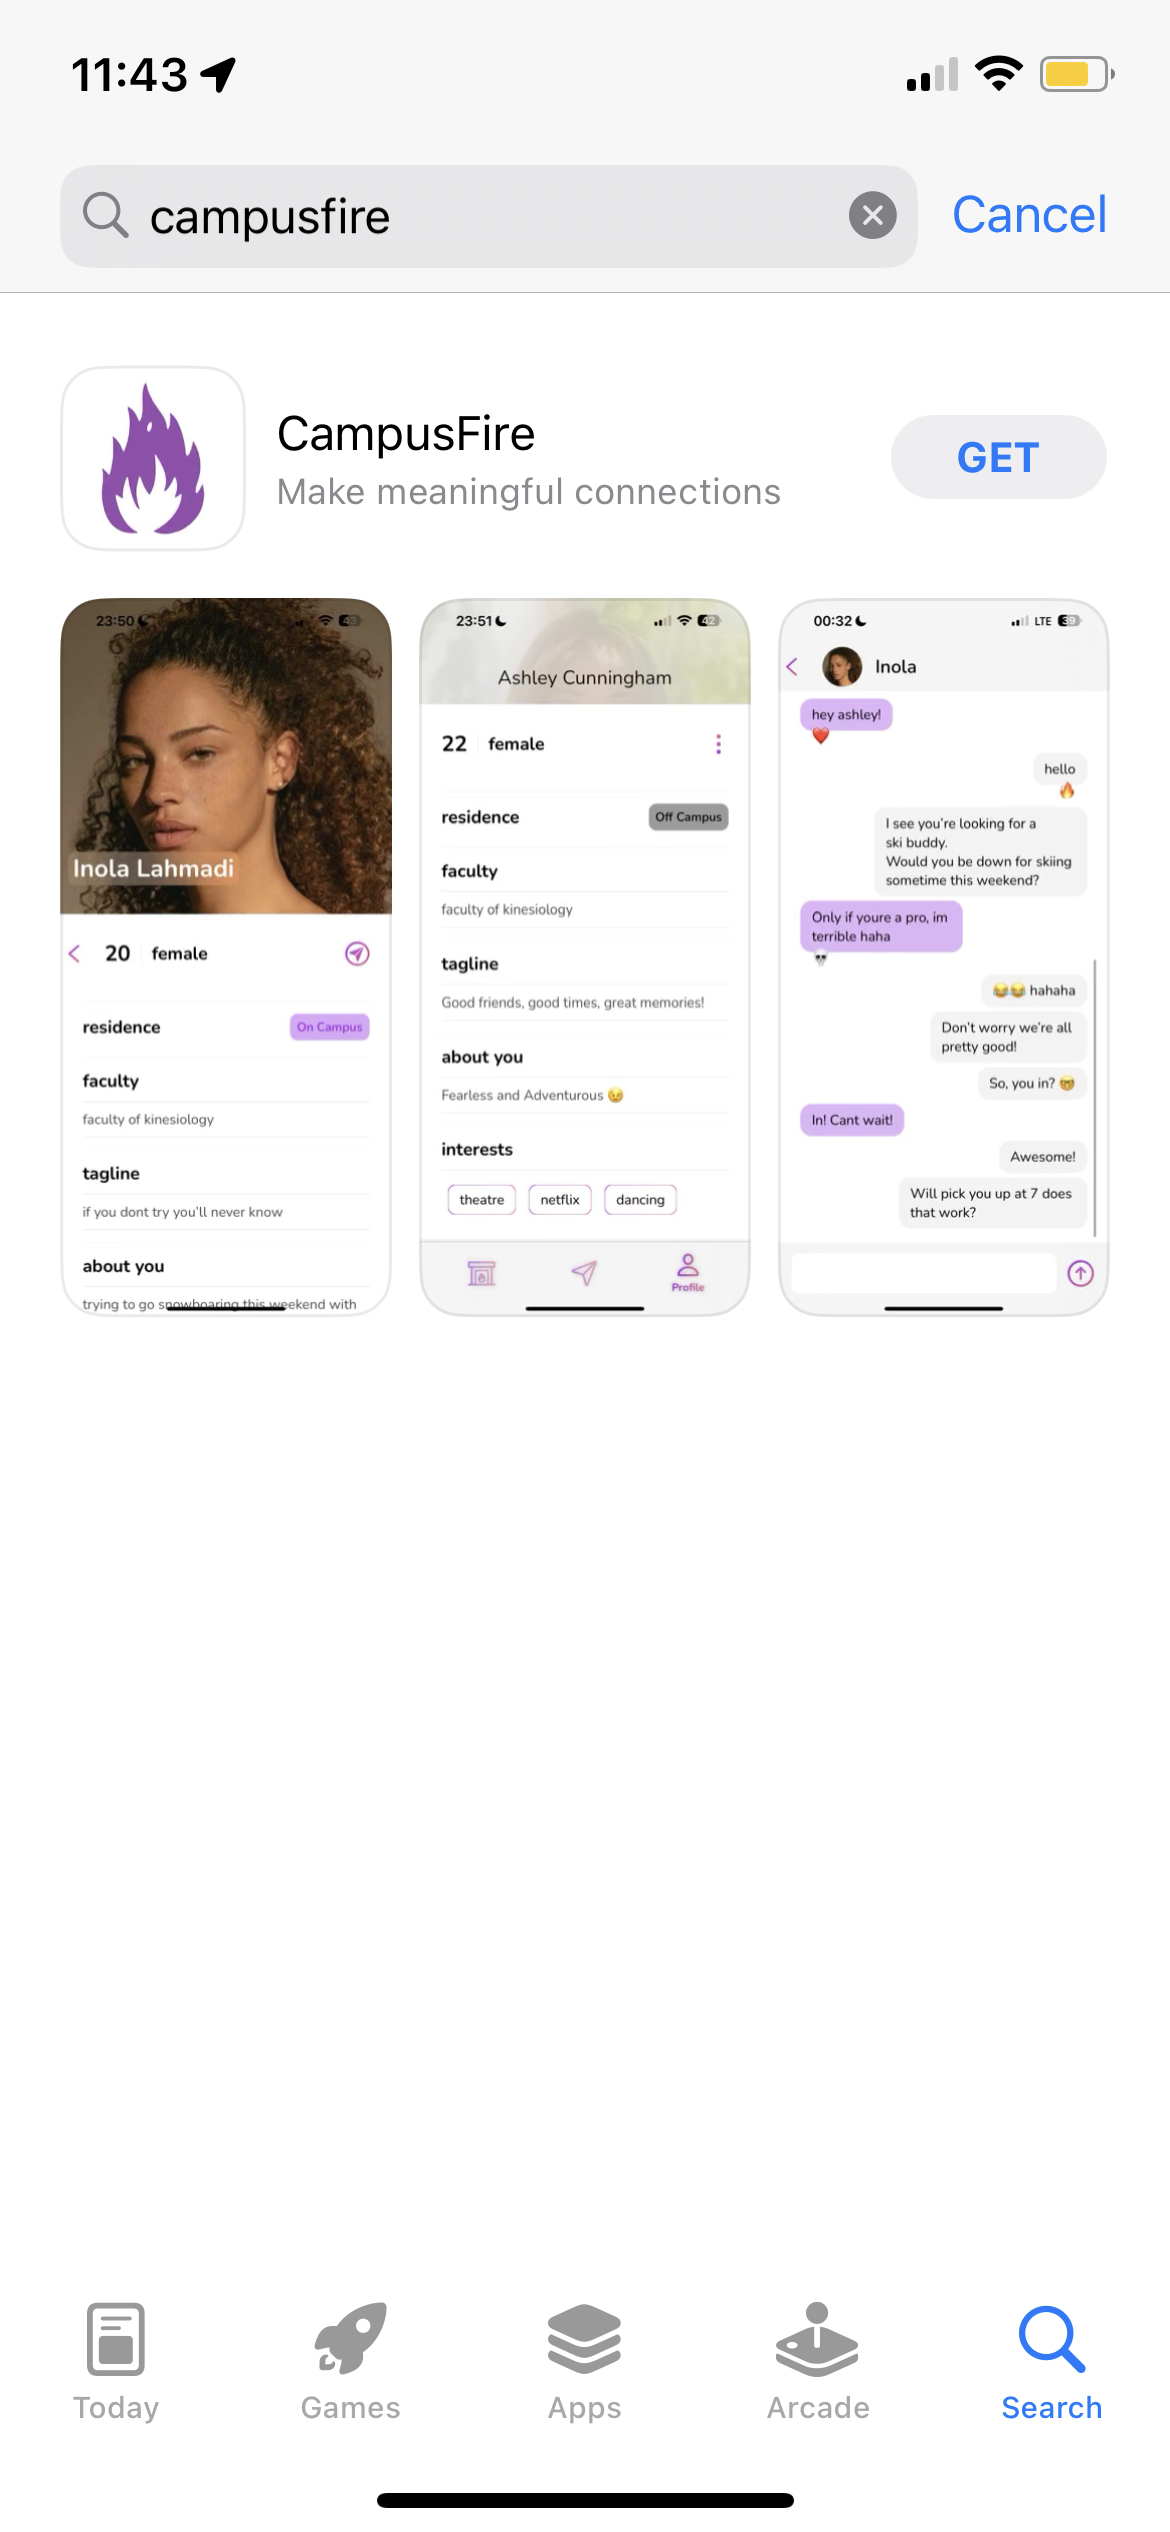 11:43
campusfire
Cancel
CampusFire
Make meaningful connections
GET
23:50
43
Inola Lahmadi
20 female
residence On Campus
faculty
faculty of kinesiology
tagline
if you dont try you'll never know
about you
trying to go snowboaring this weekend with
23:51
42
Ashley Cunningham
22 female
residence Off Campus
faculty
faculty of kinesiology
tagline
Good friends, good times, great memories!
about you
Fearless and Adventurous 😉
interests
theatre netflix dancing
Profile
00:32
LTE 39
Inola
hey ashley!
❤️
hello
🔥
I see you're looking for a
ski buddy.
Would you be down for skiing
sometime this weekend?
Only if youre a pro, im
terrible haha
💀
😂😂 hahaha
Don't worry we're all
pretty good!
So, you in? 🤓
In! Cant wait!
Awesome!
Will pick you up at 7 does
that work?
Today
Games
Apps
Arcade
Search